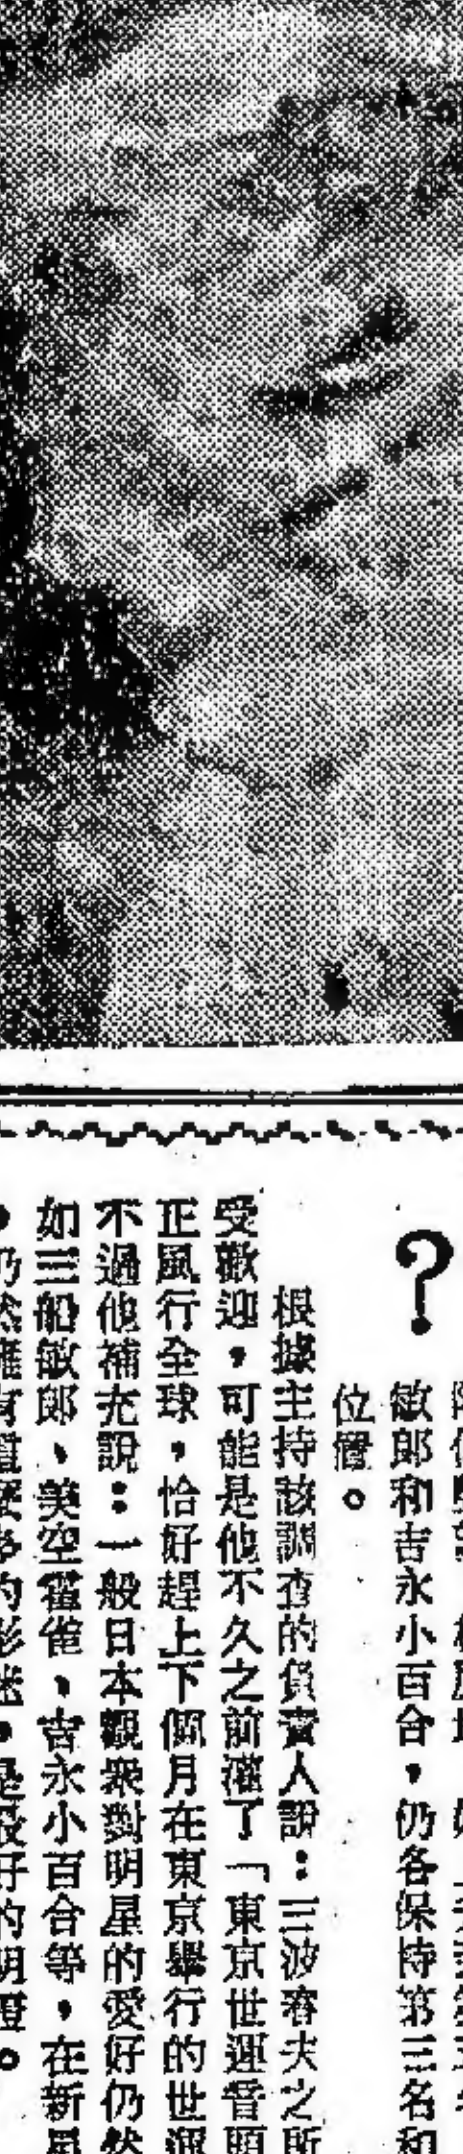 ？
敏郎和吉永小百合，仍各保持第三名和
位置。
根據主持該調查的負責人說：三波春夫之所
受歡迎，可能是他不久之前灌了「東京世運音頭
正風行全球，恰好趕上下個月在東京舉行的世運
不過他補充說：一般日本觀衆對明星的愛好仍然
如三船敏郎、美空雲雀、吉永小百合等，在新星
，仍然擁有這麼多的影迷，是最好的明證。